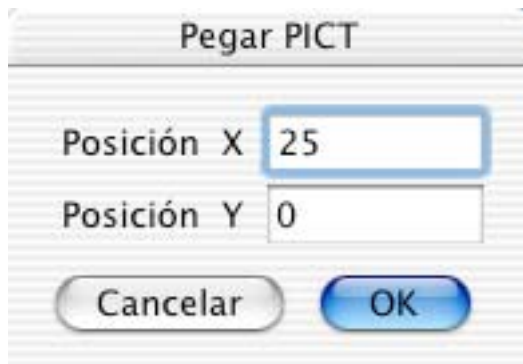 Pegar PICT
Posición X 25
Posición Y 0
Cancelar OK